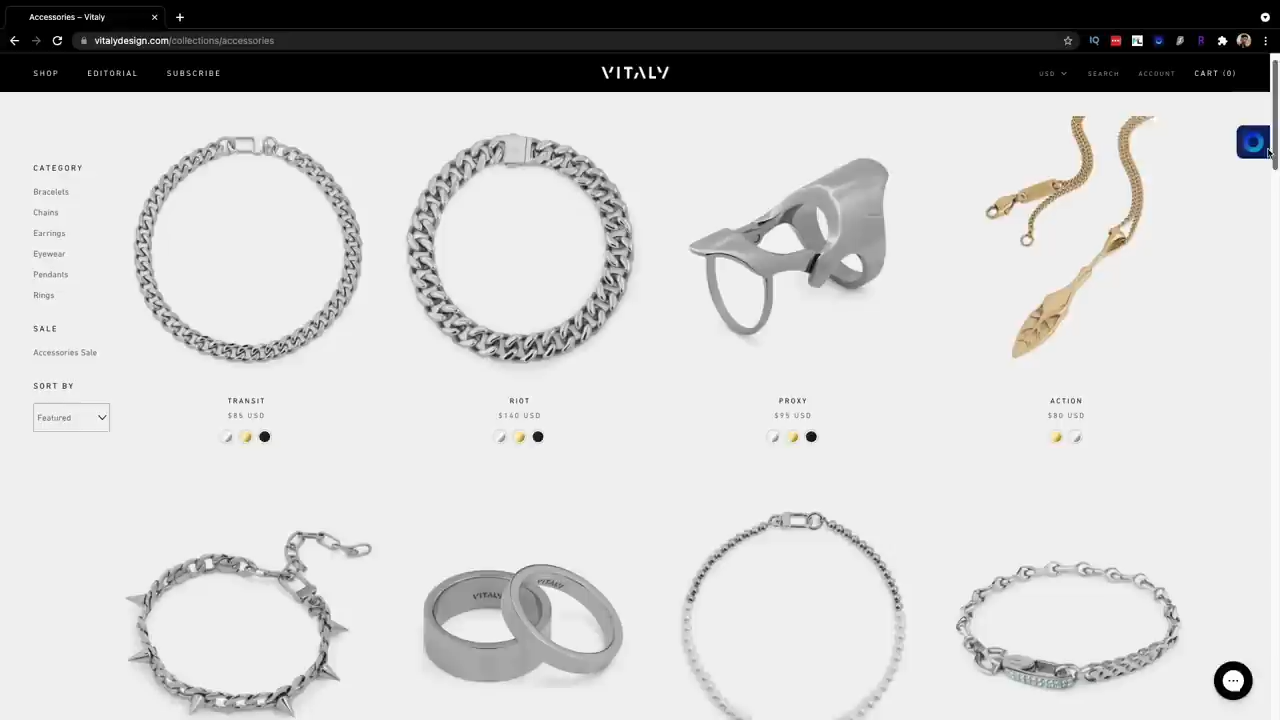 Accessories – Vitaly
vitalydesign.com/collections/accessories
SHOP
EDITORIAL
SUBSCRIBE
VITALY
USD
SEARCH
ACCOUNT
CART (0)
CATEGORY
Bracelets
Chains
Earrings
Eyewear
Pendants
Rings
SALE
Accessories Sale
SORT BY
Featured
TRANSIT
$85 USD
RIOT
$140 USD
PROXY
$95 USD
ACTION
$80 USD
VITALY
VITALY